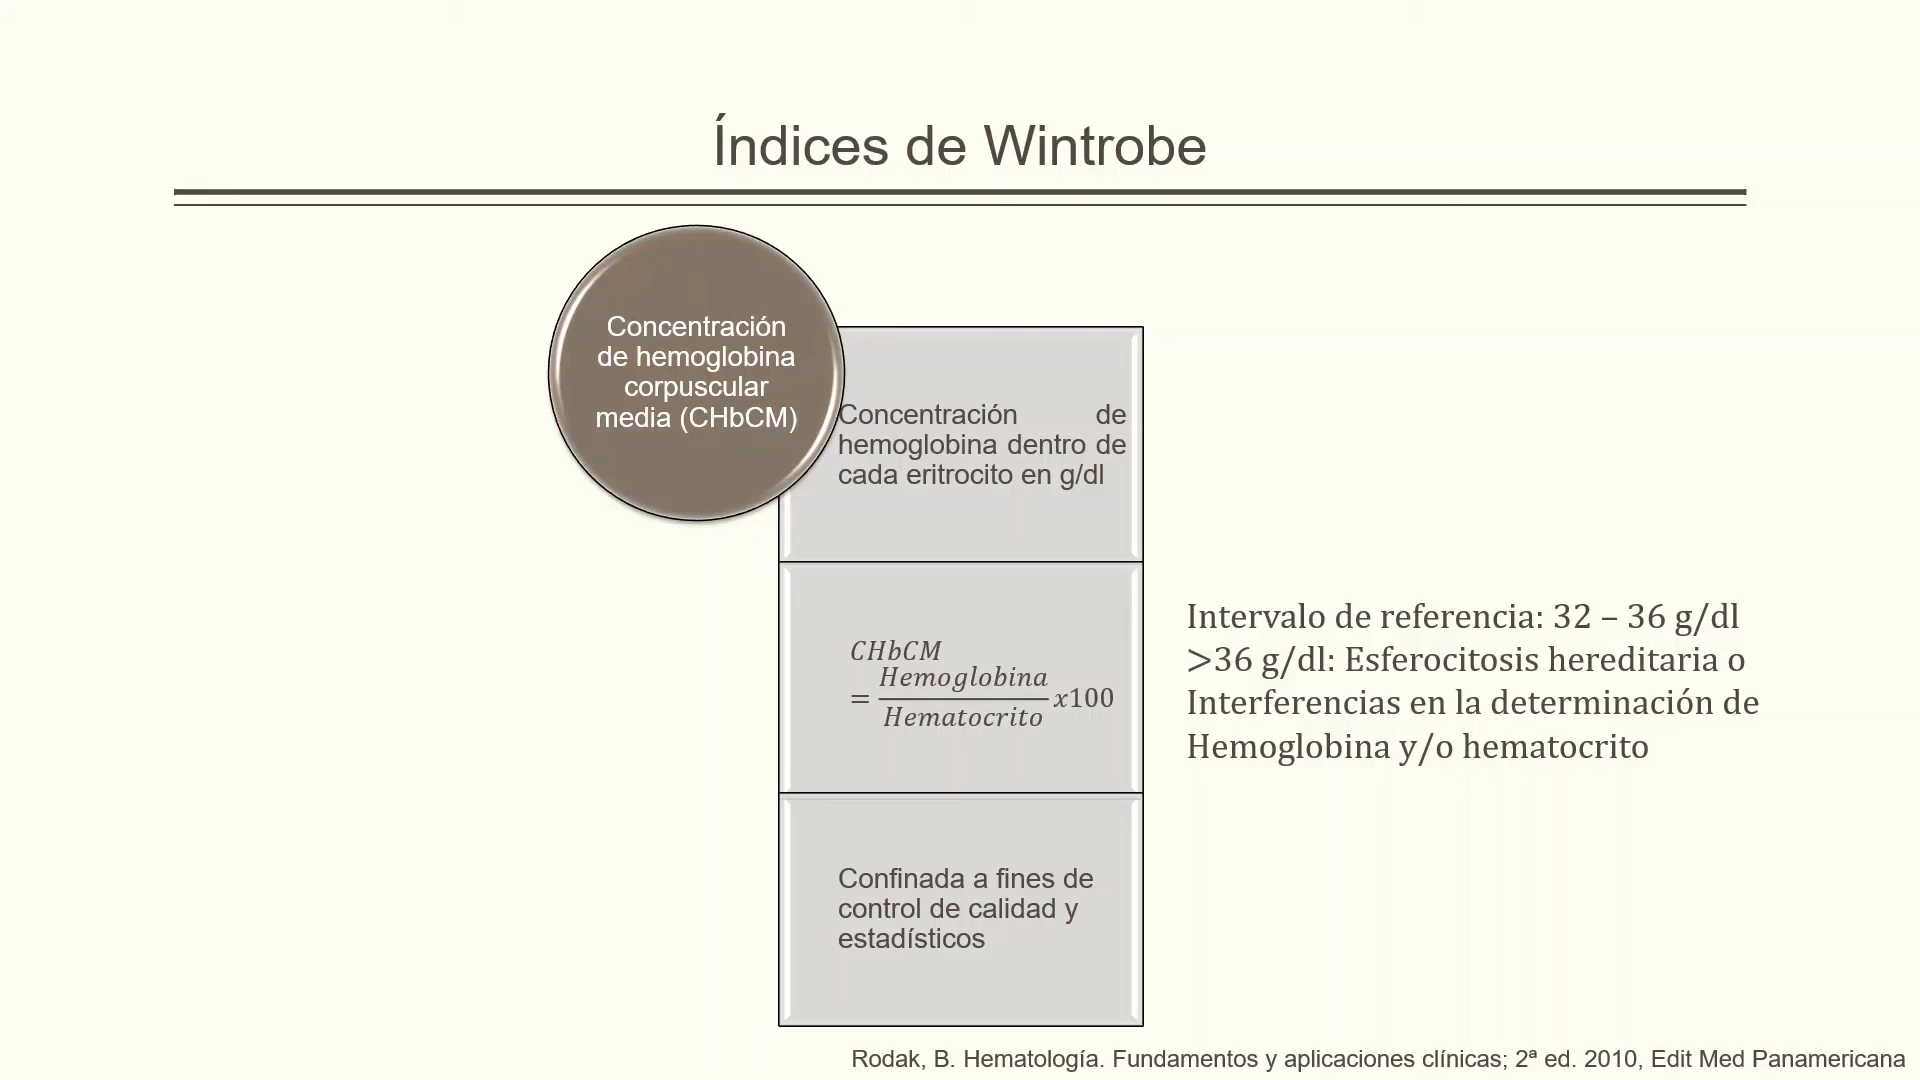 Índices de Wintrobe
Concentración
de hemoglobina
corpuscular
media (CHbCM)
Concentración de
hemoglobina dentro de
cada eritrocito en g/dl
CHbCM
= Hemoglobina / Hematocrito x100
Intervalo de referencia: 32 – 36 g/dl
>36 g/dl: Esferocitosis hereditaria o
Interferencias en la determinación de
Hemoglobina y/o hematocrito
Confinada a fines de
control de calidad y
estadísticos
Rodak, B. Hematología. Fundamentos y aplicaciones clínicas; 2ª ed. 2010, Edit Med Panamericana